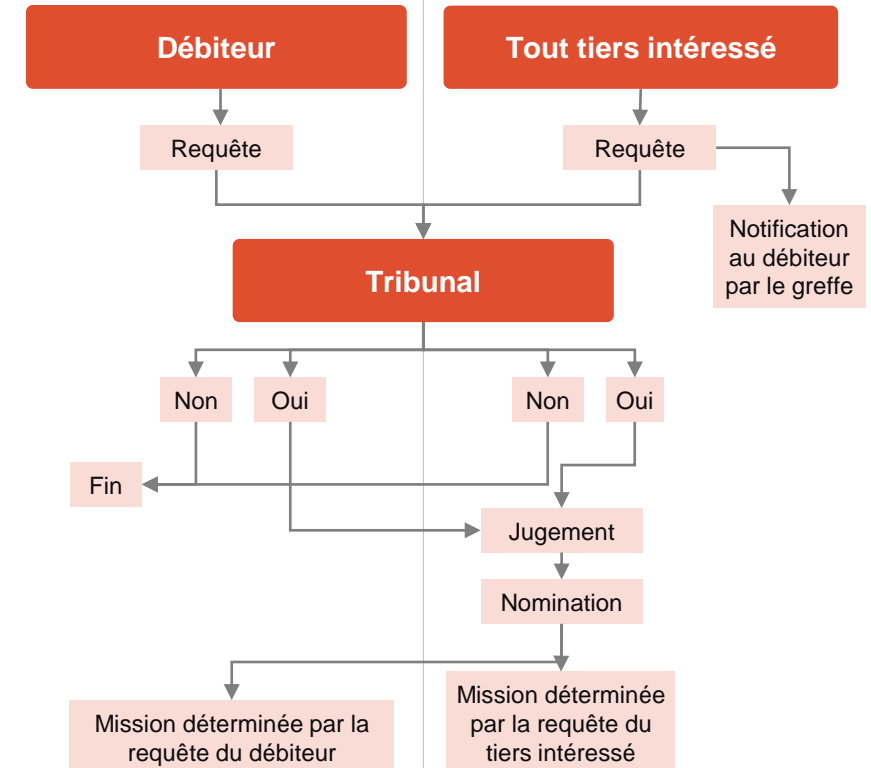 Débiteur
Tout tiers intéressé
Requête
Requête
Notification
au débiteur
par le greffe
Tribunal
Non
Oui
Non
Oui
Fin
Jugement
Nomination
Mission déterminée par la
requête du débiteur
Mission déterminée
par la requête du
tiers intéressé